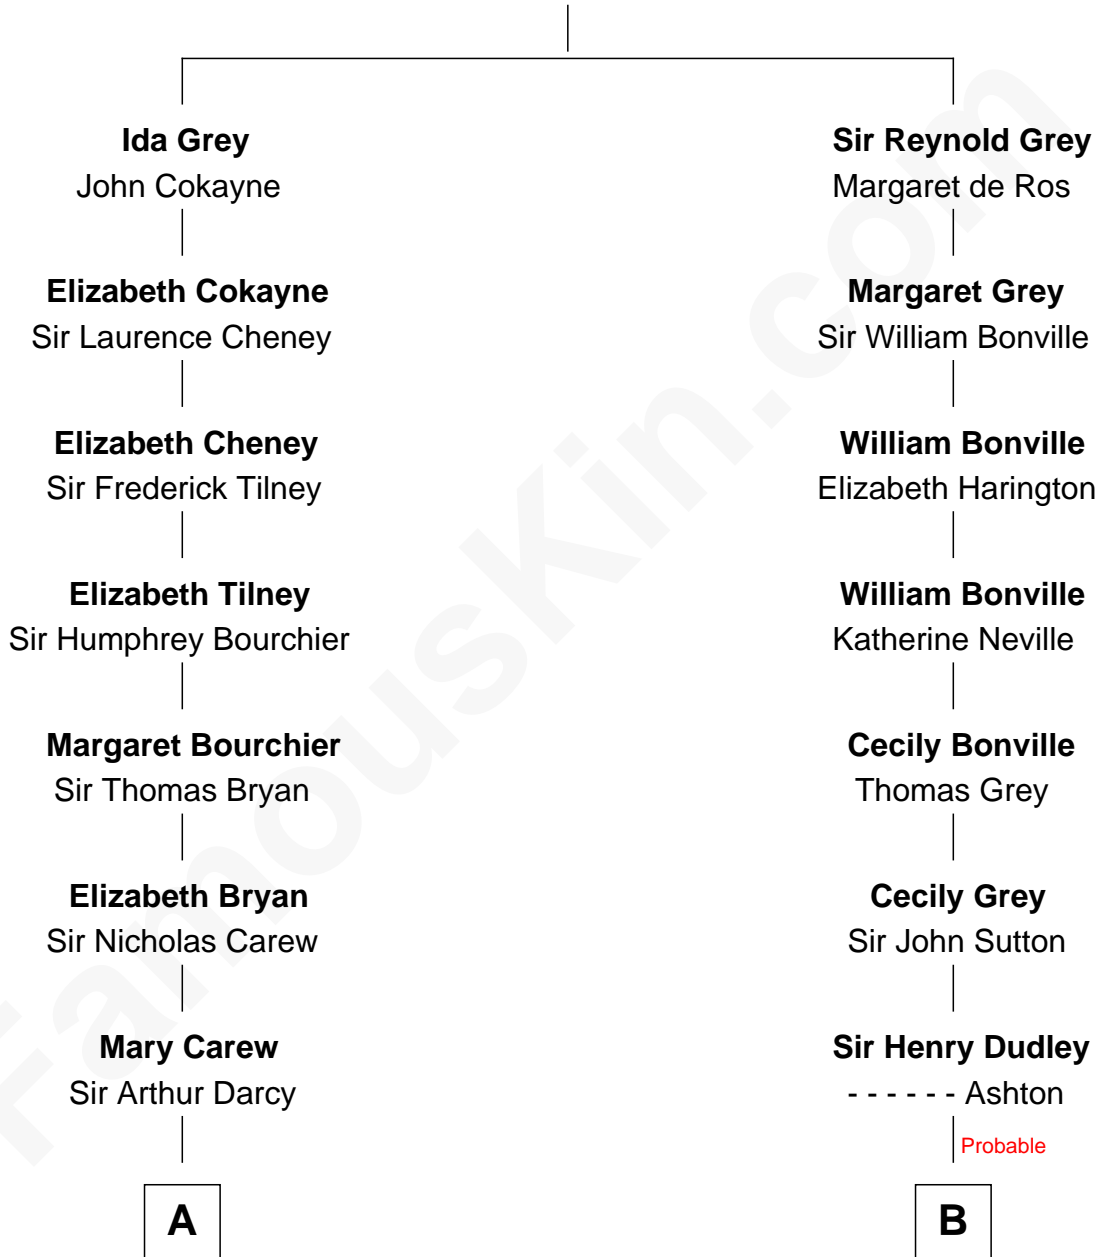 Ida Grey
John Cokayne
Elizabeth Cokayne
Sir Laurence Cheney
Elizabeth Cheney
Sir Frederick Tilney
Elizabeth Tilney
Sir Humphrey Bourchier
Margaret Bourchier
Sir Thomas Bryan
Elizabeth Bryan
Sir Nicholas Carew
Mary Carew
Sir Arthur Darcy
A
Sir Reynold Grey
Margaret de Ros
Margaret Grey
Sir William Bonville
William Bonville
Elizabeth Harington
William Bonville
Katherine Neville
Cecily Bonville
Thomas Grey
Cecily Grey
Sir John Sutton
Sir Henry Dudley
- - - - - - Ashton
Probable
B
FamousKin.com